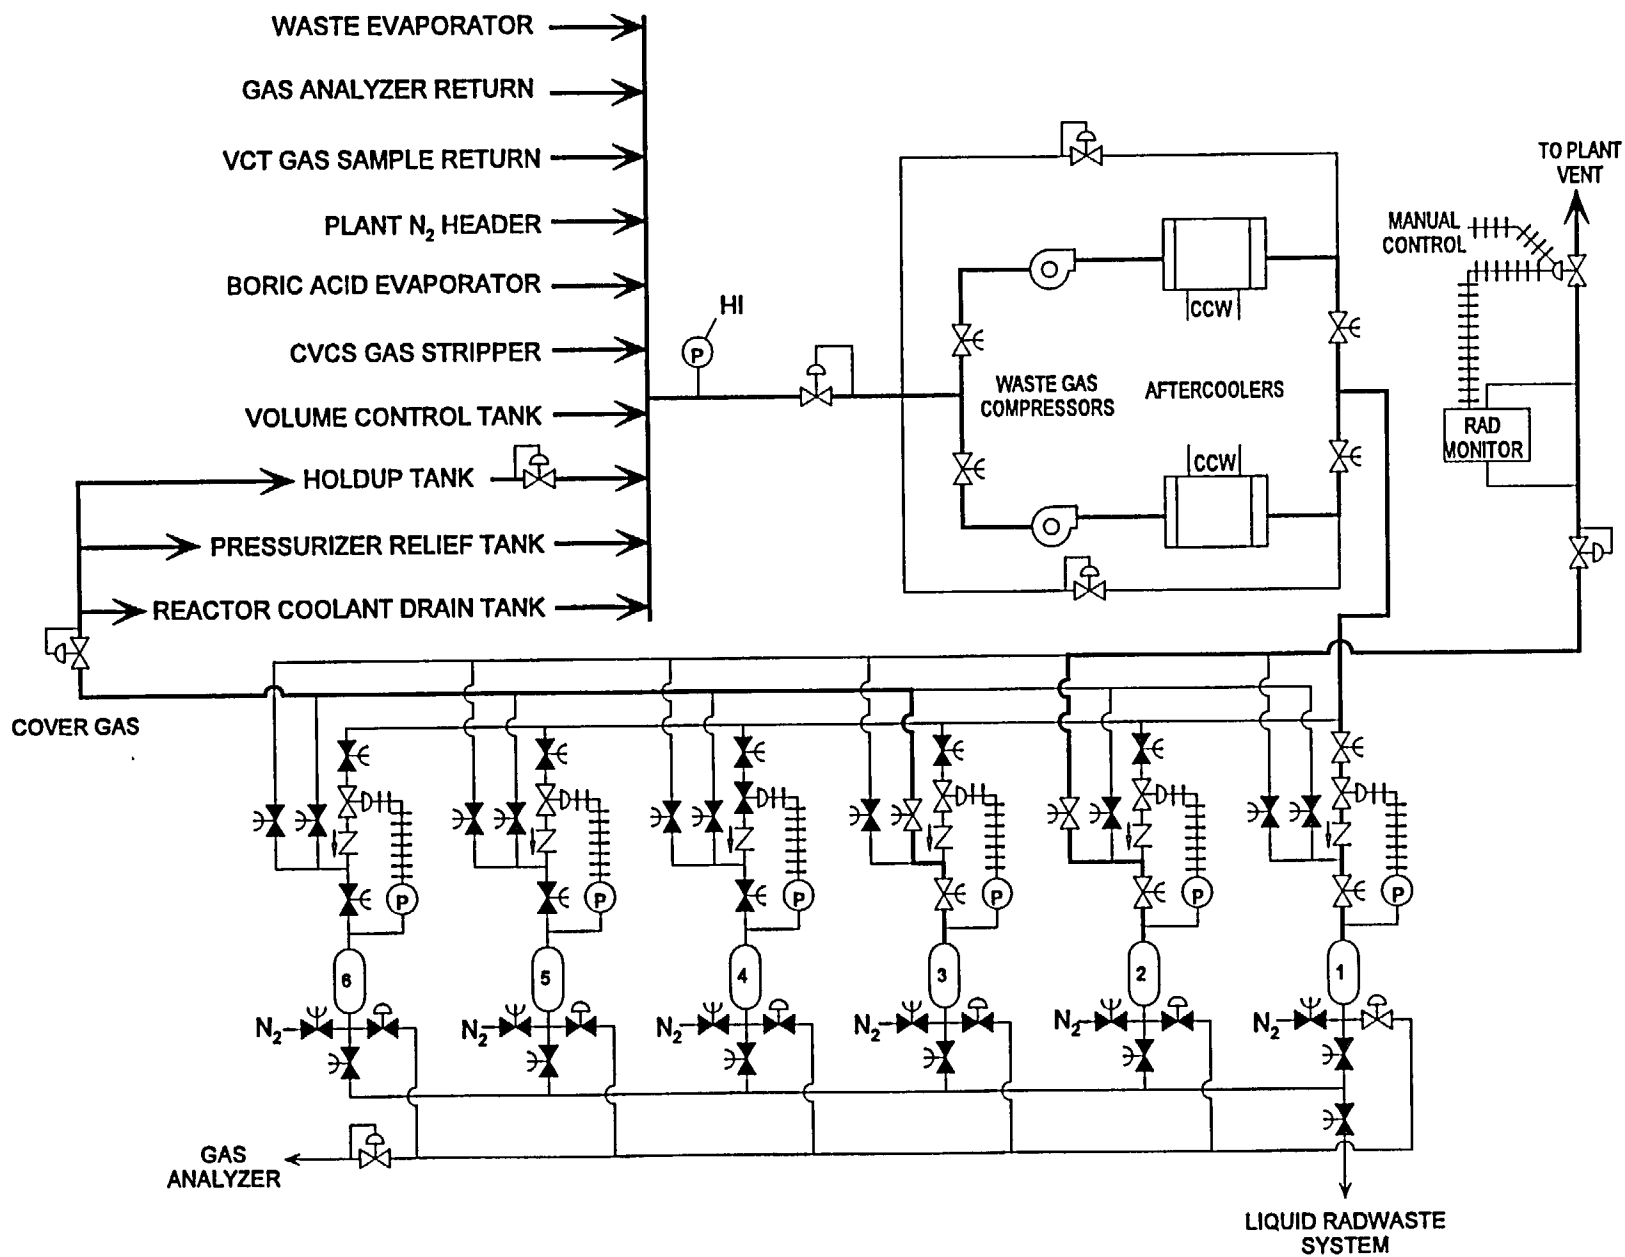 WASTE EVAPORATOR
GAS ANALYZER RETURN
VCT GAS SAMPLE RETURN
PLANT N₂ HEADER
BORIC ACID EVAPORATOR
CVCS GAS STRIPPER
VOLUME CONTROL TANK
HOLDUP TANK
PRESSURIZER RELIEF TANK
REACTOR COOLANT DRAIN TANK
HI
P
CCW
WASTE GAS
COMPRESSORS
AFTERCOOLERS
CCW
TO PLANT
VENT
MANUAL
CONTROL
RAD
MONITOR
COVER GAS
P
P
P
P
P
P
6
5
4
3
2
1
N₂
N₂
N₂
N₂
N₂
N₂
GAS
ANALYZER
LIQUID RADWASTE
SYSTEM